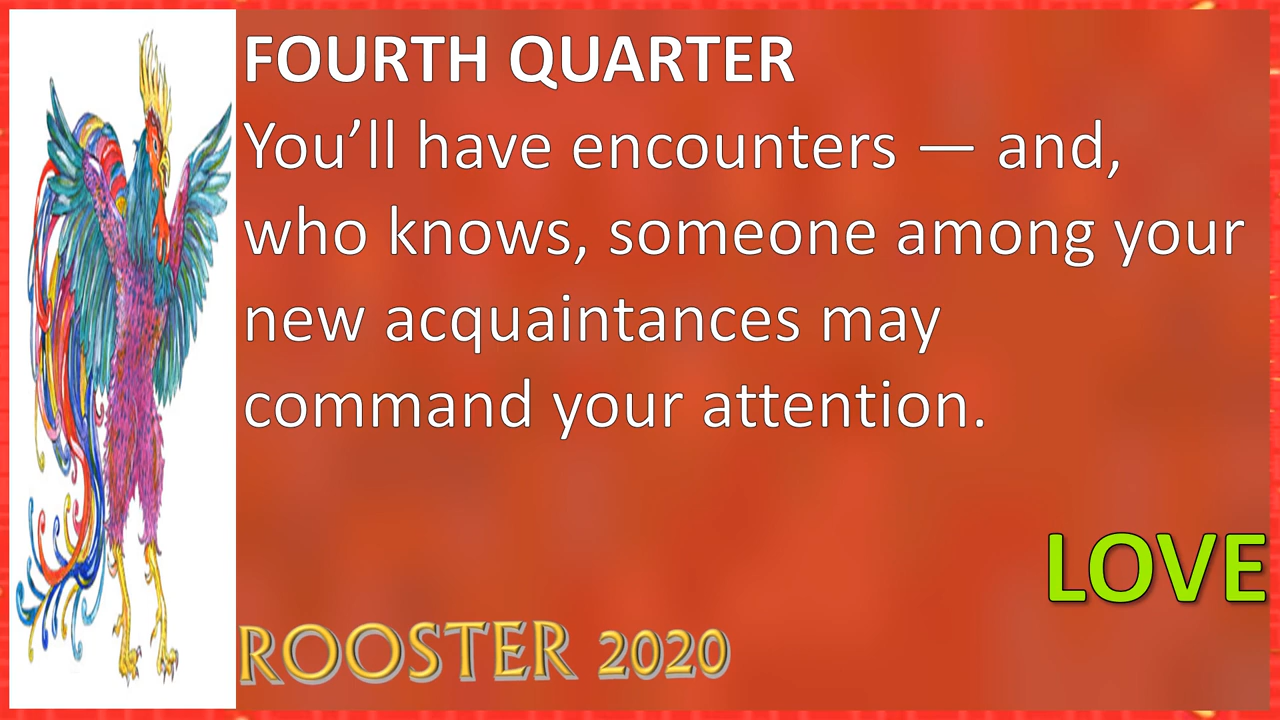 FOURTH QUARTER
You’ll have encounters — and,
who knows, someone among your
new acquaintances may
command your attention.
LOVE
ROOSTER 2020